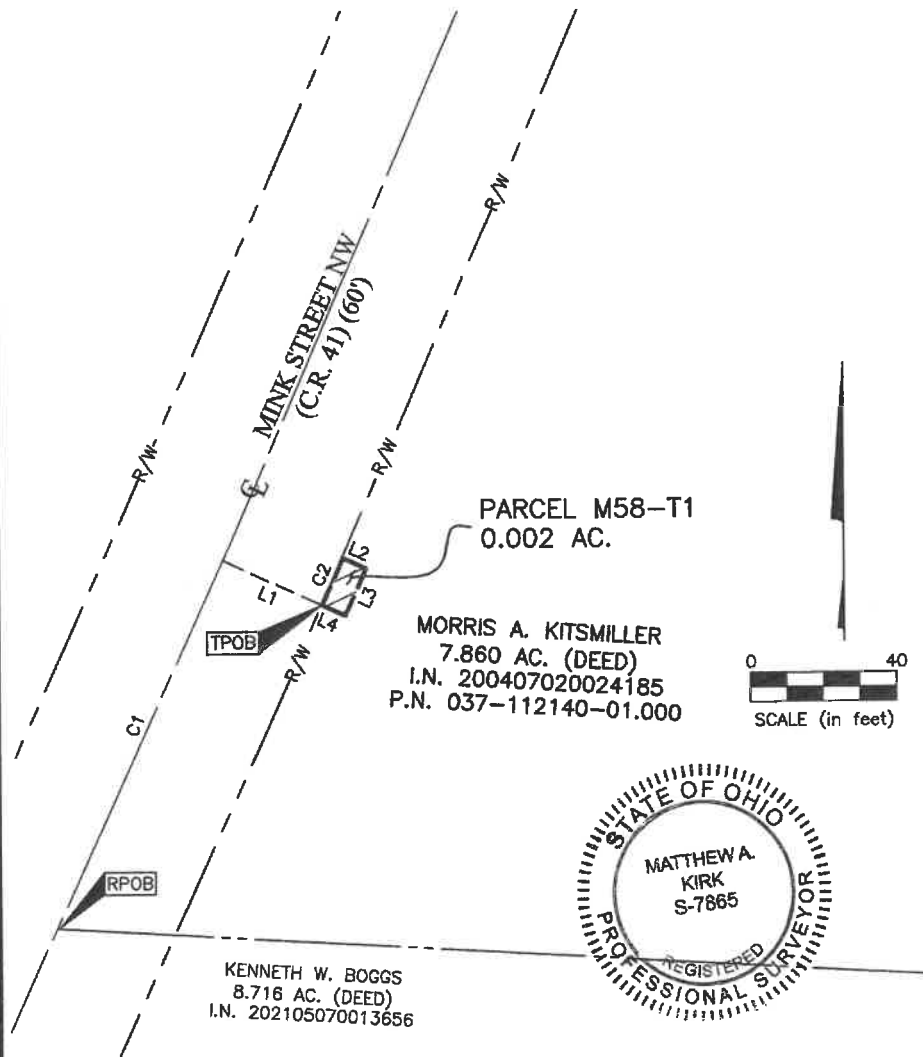 R/W
R/W
MINK STREET NW
(C.R. 41) (60')
R/W
R/W
℄
PARCEL M58-T1
0.002 AC.
L2
C2
L3
L1
L4
TPOB
R/W
MORRIS A. KITSMILLER
7.860 AC. (DEED)
I.N. 200407020024185
P.N. 037-112140-01.000
0 40
SCALE (in feet)
C1
STATE OF OHIO
MATTHEW A.
KIRK
S-7865
REGISTERED
PROFESSIONAL SURVEYOR
RPOB
KENNETH W. BOGGS
8.716 AC. (DEED)
I.N. 202105070013656